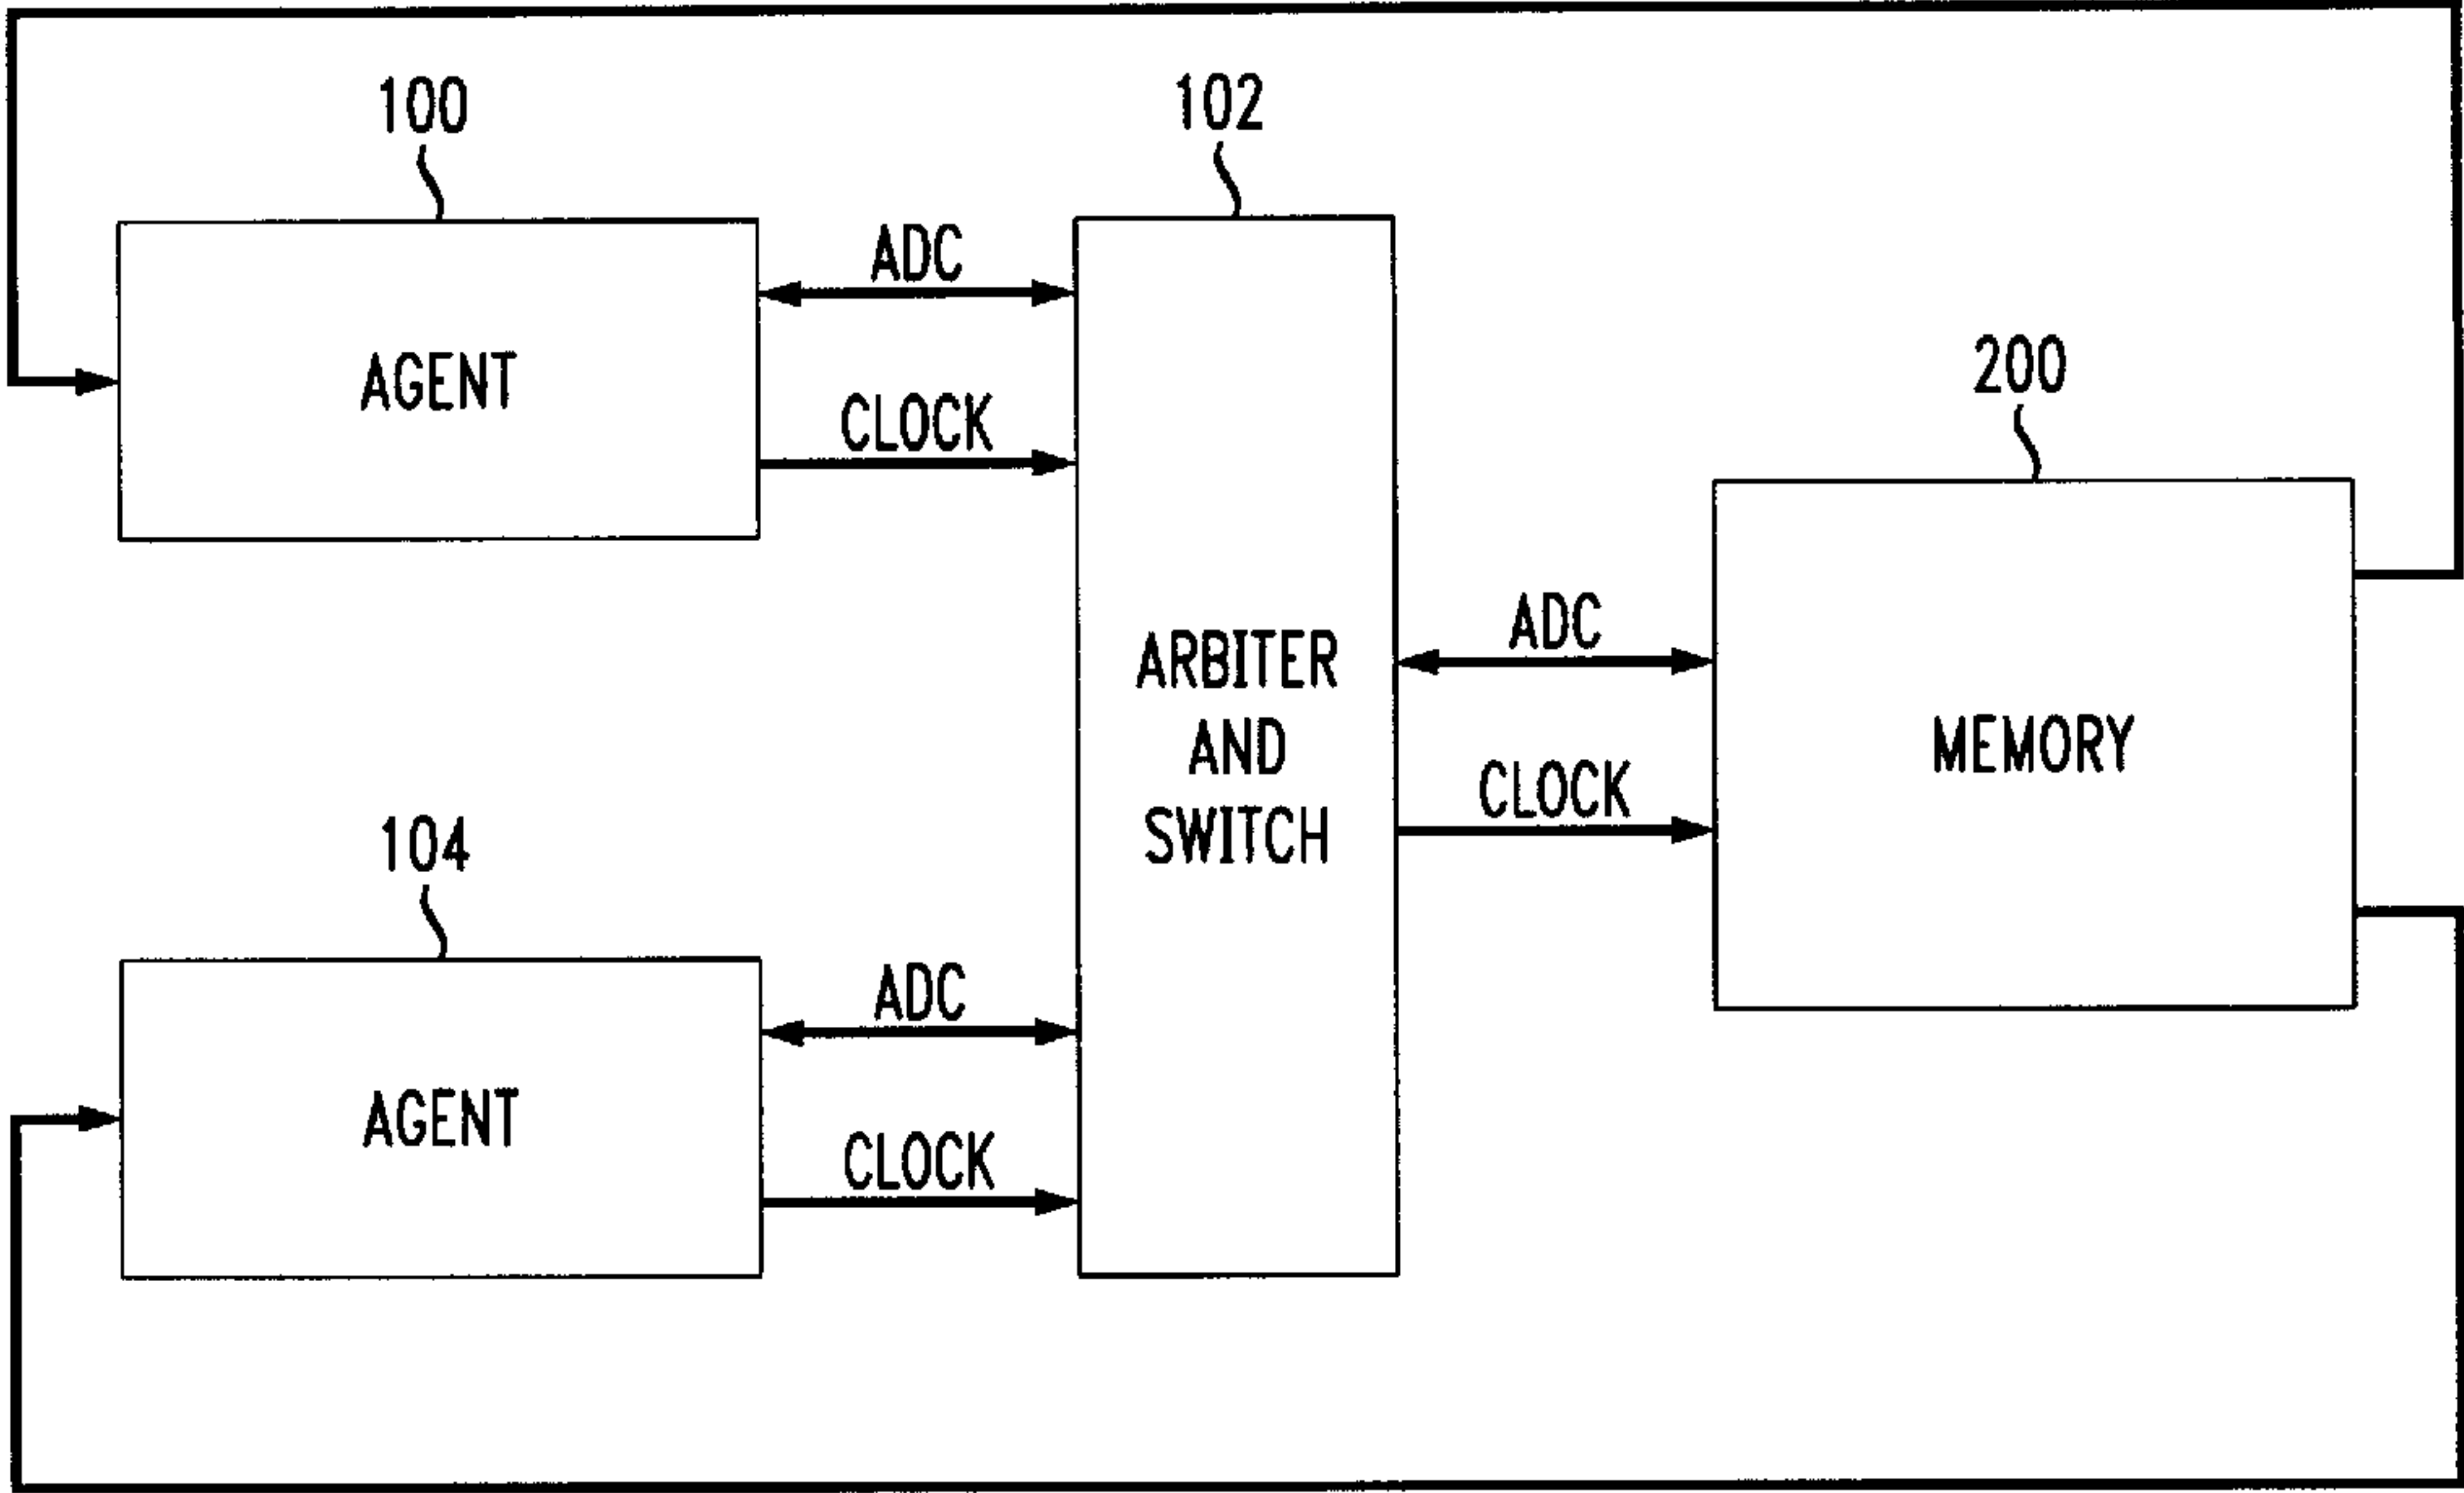 100
102
ADC
AGENT
CLOCK
200
ADC
ARBITER
AND
SWITCH
MEMORY
CLOCK
104
ADC
AGENT
CLOCK